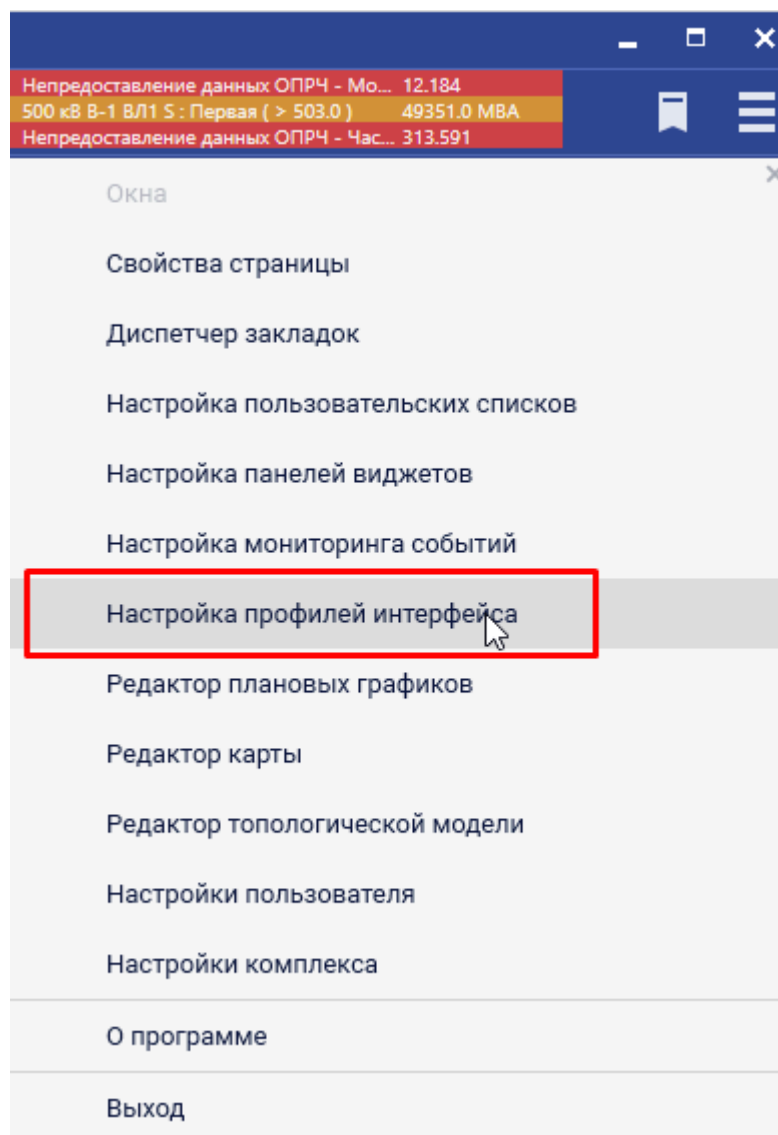 Непредоставление данных ОПРЧ - Мо... 12.184
500 кВ В-1 ВЛ1 S : Первая ( > 503.0 ) 49351.0 МВА
Непредоставление данных ОПРЧ - Час... 313.591
Окна
Свойства страницы
Диспетчер закладок
Настройка пользовательских списков
Настройка панелей виджетов
Настройка мониторинга событий
Настройка профилей интерфейса
Редактор плановых графиков
Редактор карты
Редактор топологической модели
Настройки пользователя
Настройки комплекса
О программе
Выход